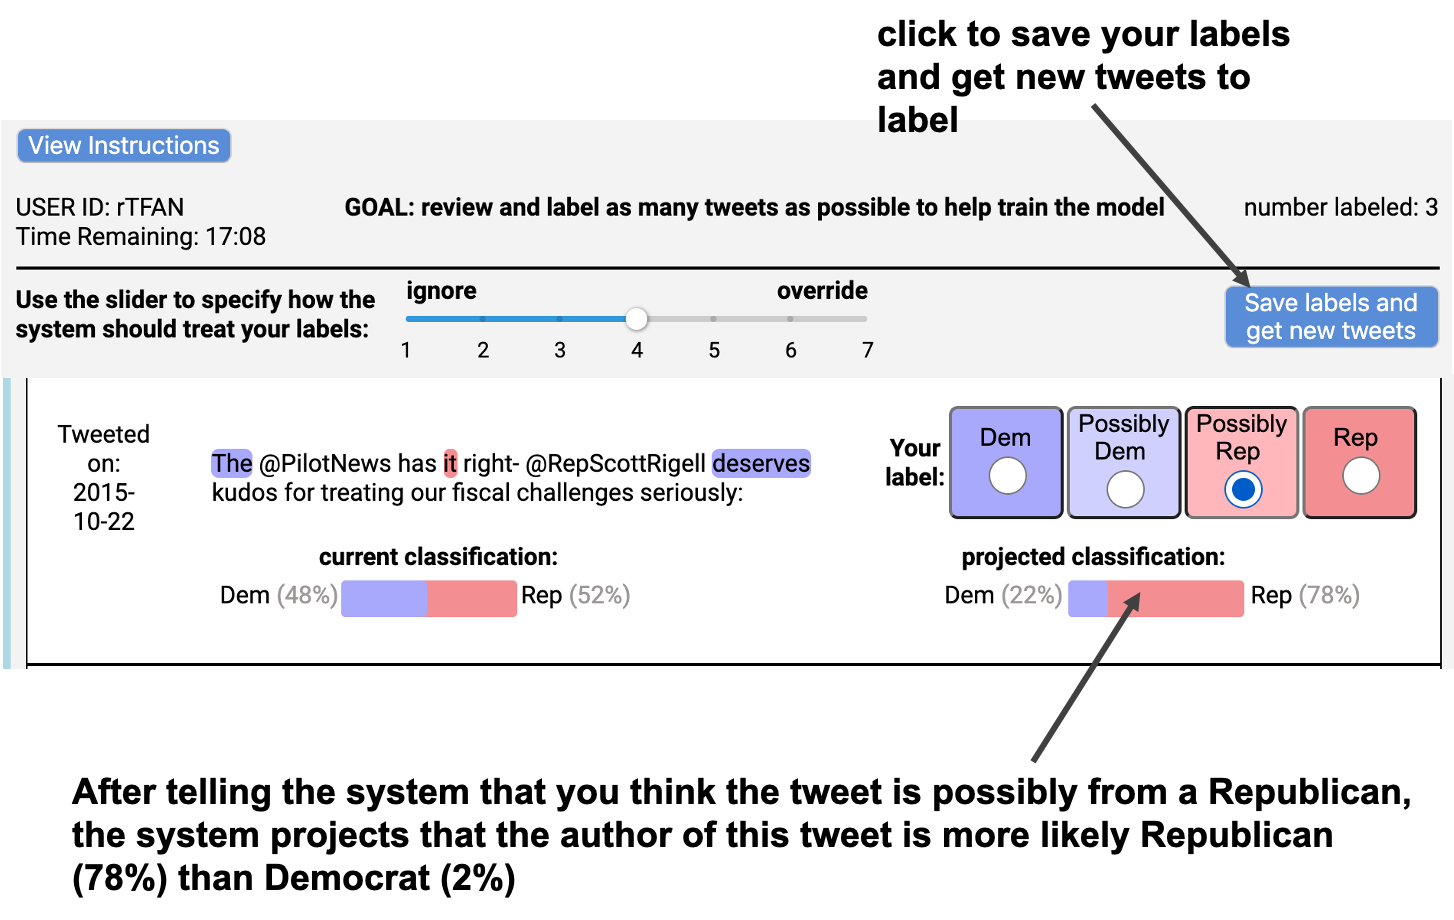 click to save your labels
and get new tweets to
label
View Instructions
USER ID: rTFAN
GOAL: review and label as many tweets as possible to help train the model
number labeled: 3
Time Remaining: 17:08
Use the slider to specify how the
system should treat your labels:
ignore
override
1 2 3 4 5 6 7
Save labels and
get new tweets
Tweeted
on:
2015-
10-22
The @PilotNews has it right- @RepScottRigell deserves
kudos for treating our fiscal challenges seriously:
Your
label:
Dem
Possibly
Dem
Possibly
Rep
Rep
current classification:
Dem (48%) Rep (52%)
projected classification:
Dem (22%) Rep (78%)
After telling the system that you think the tweet is possibly from a Republican,
the system projects that the author of this tweet is more likely Republican
(78%) than Democrat (2%)